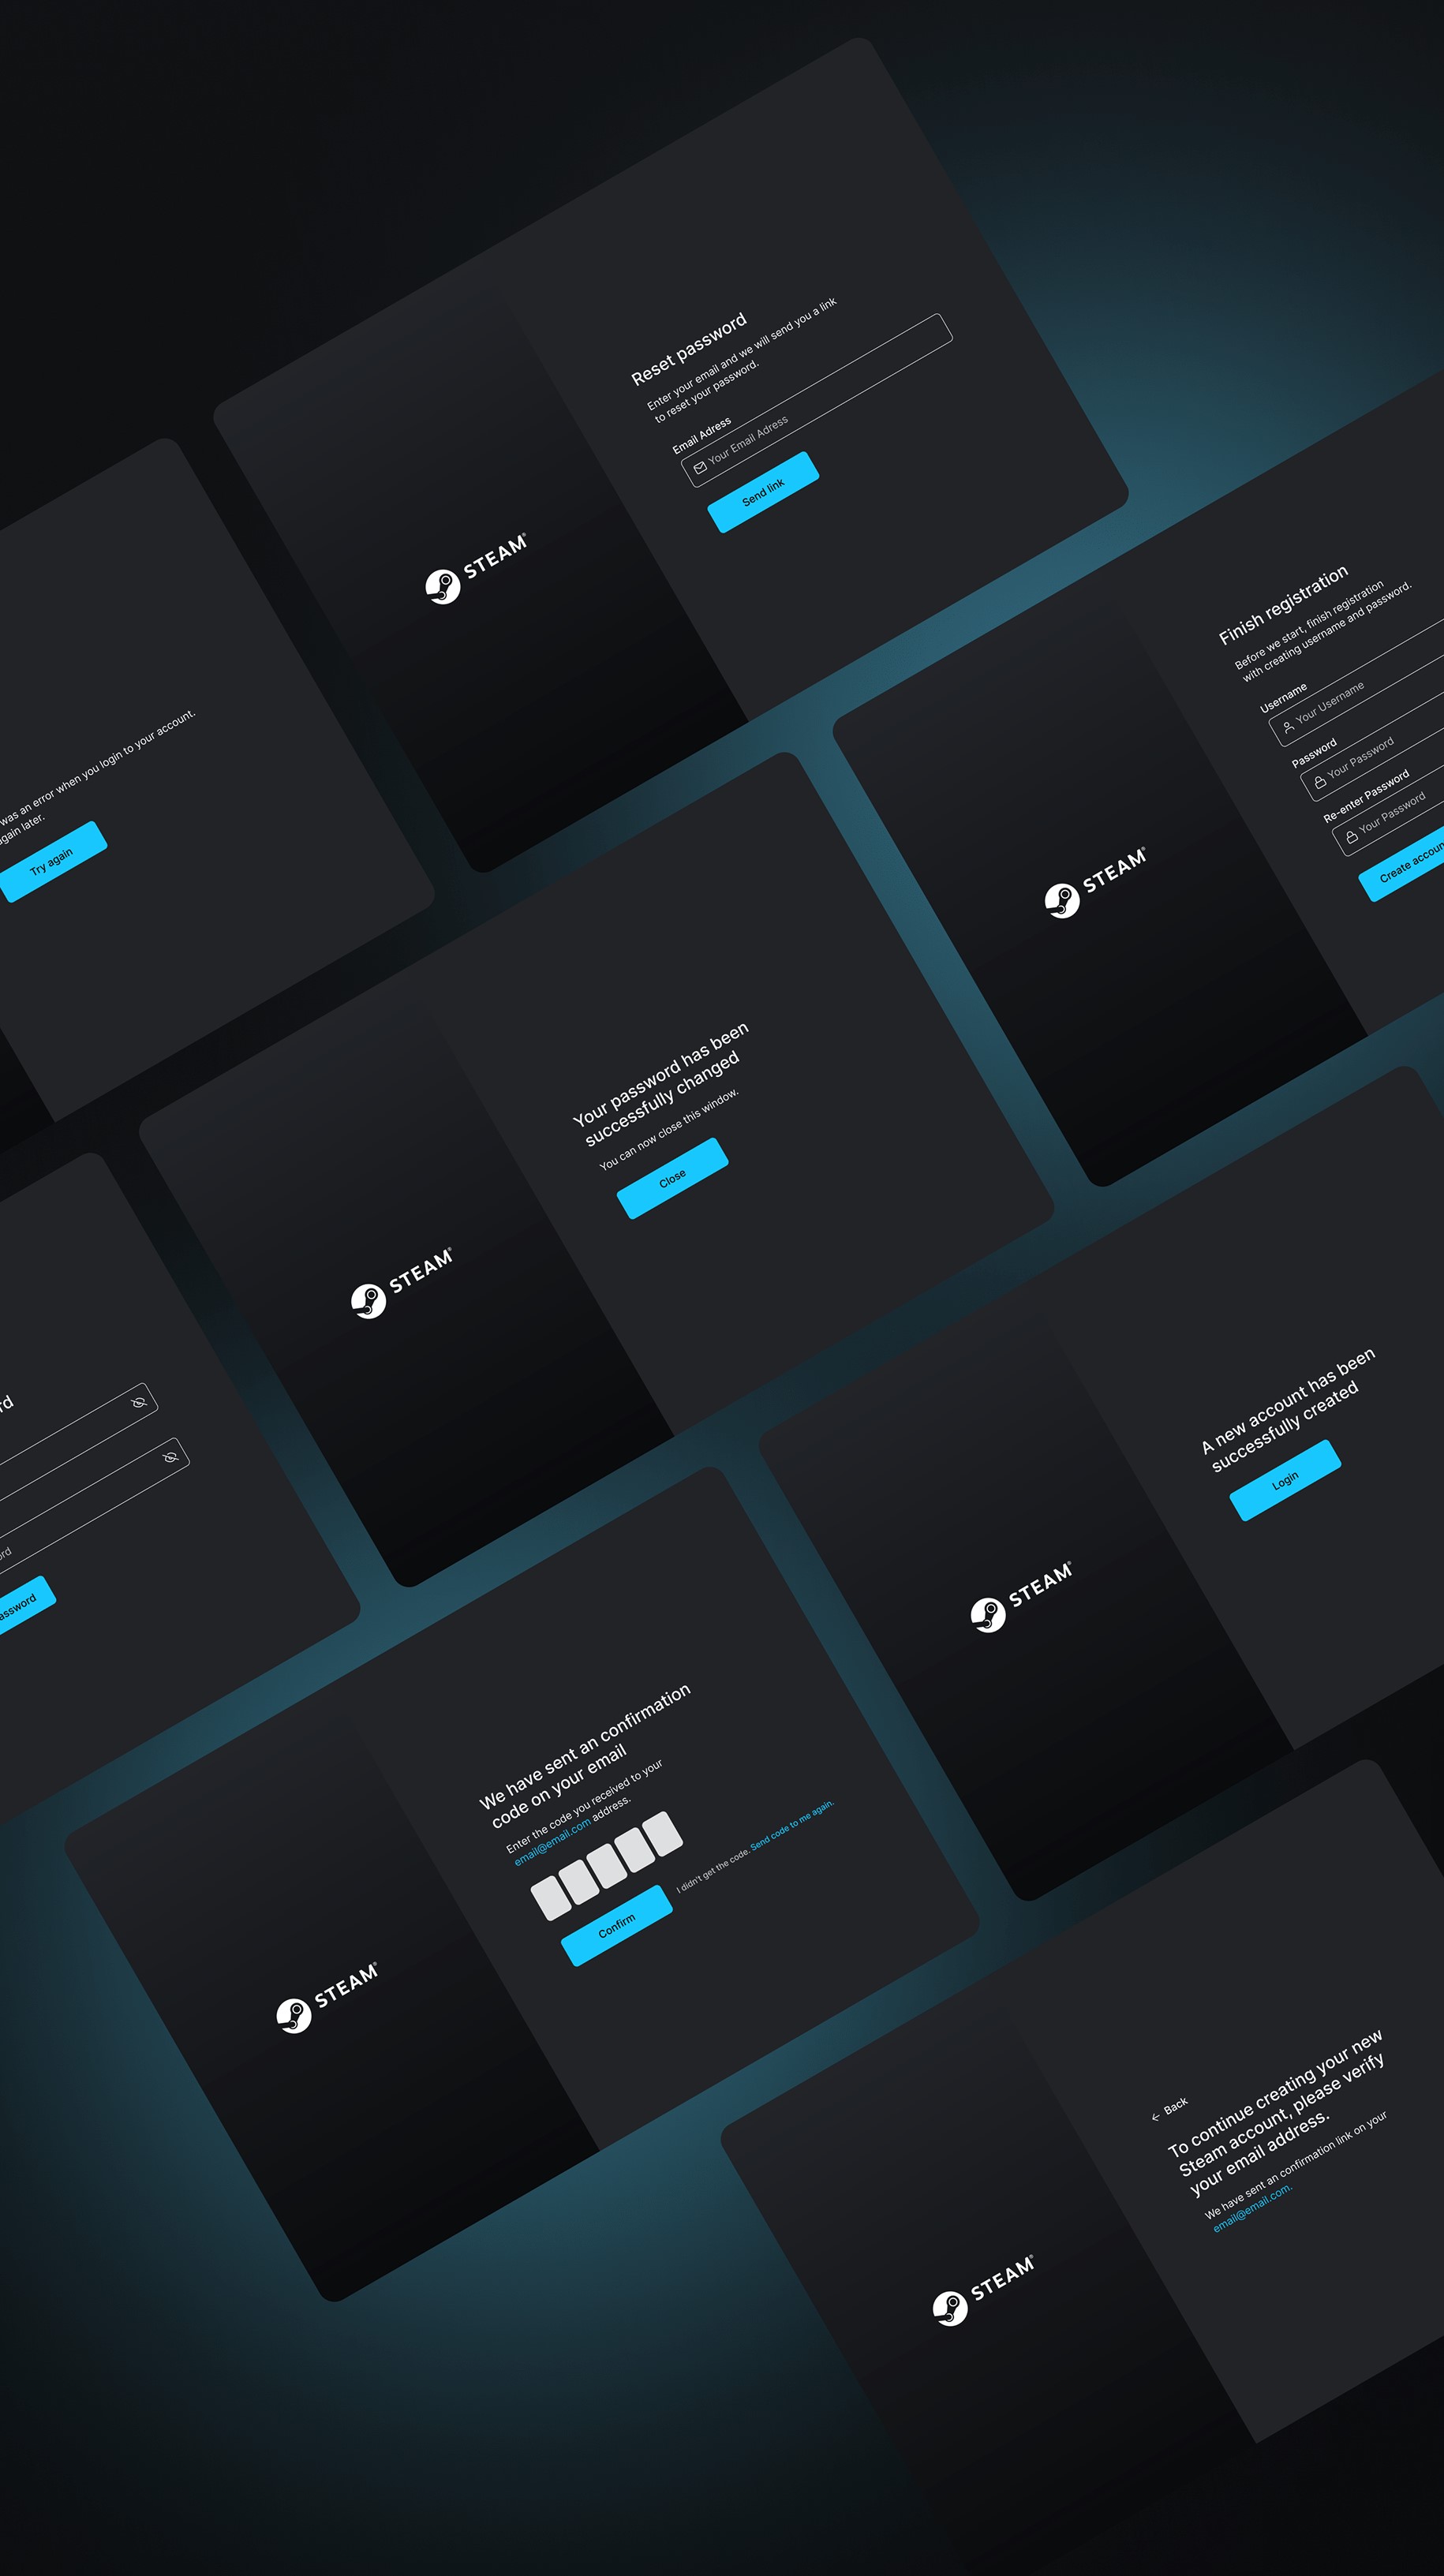 Reset password
Enter your email and we will send you a link
to reset your password.
Email Adress
Your Email Adress
Send link
STEAM®
was an error when you login to your account.
again later.
Try again
Finish registration
Before we start, finish registration
with creating username and password.
Username
Your Username
Password
Your Password
Re-enter Password
Your Password
Create accoun
STEAM®
Your password has been
successfully changed
You can now close this window.
Close
STEAM®
rd
ord
assword
A new account has been
successfully created
Login
STEAM®
We have sent an confirmation
code on your email
Enter the code you received to your
email@email.com address.
Confirm
I didn't get the code. Send code to me again.
STEAM®
← Back
To continue creating your new
Steam account, please verify
your email address.
We have sent an confirmation link on your
email@email.com.
STEAM®